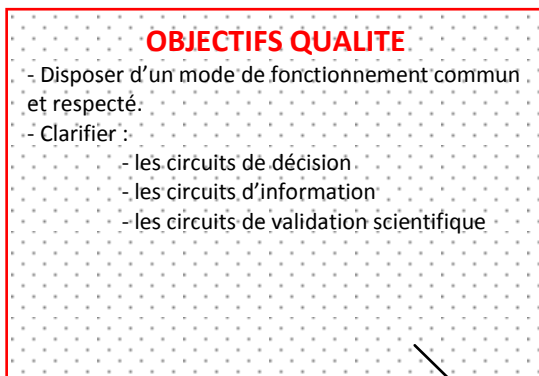 OBJECTIFS QUALITE
- Disposer d’un mode de fonctionnement commun
et respecté.
- Clarifier :
- les circuits de décision
- les circuits d’information
- les circuits de validation scientifique